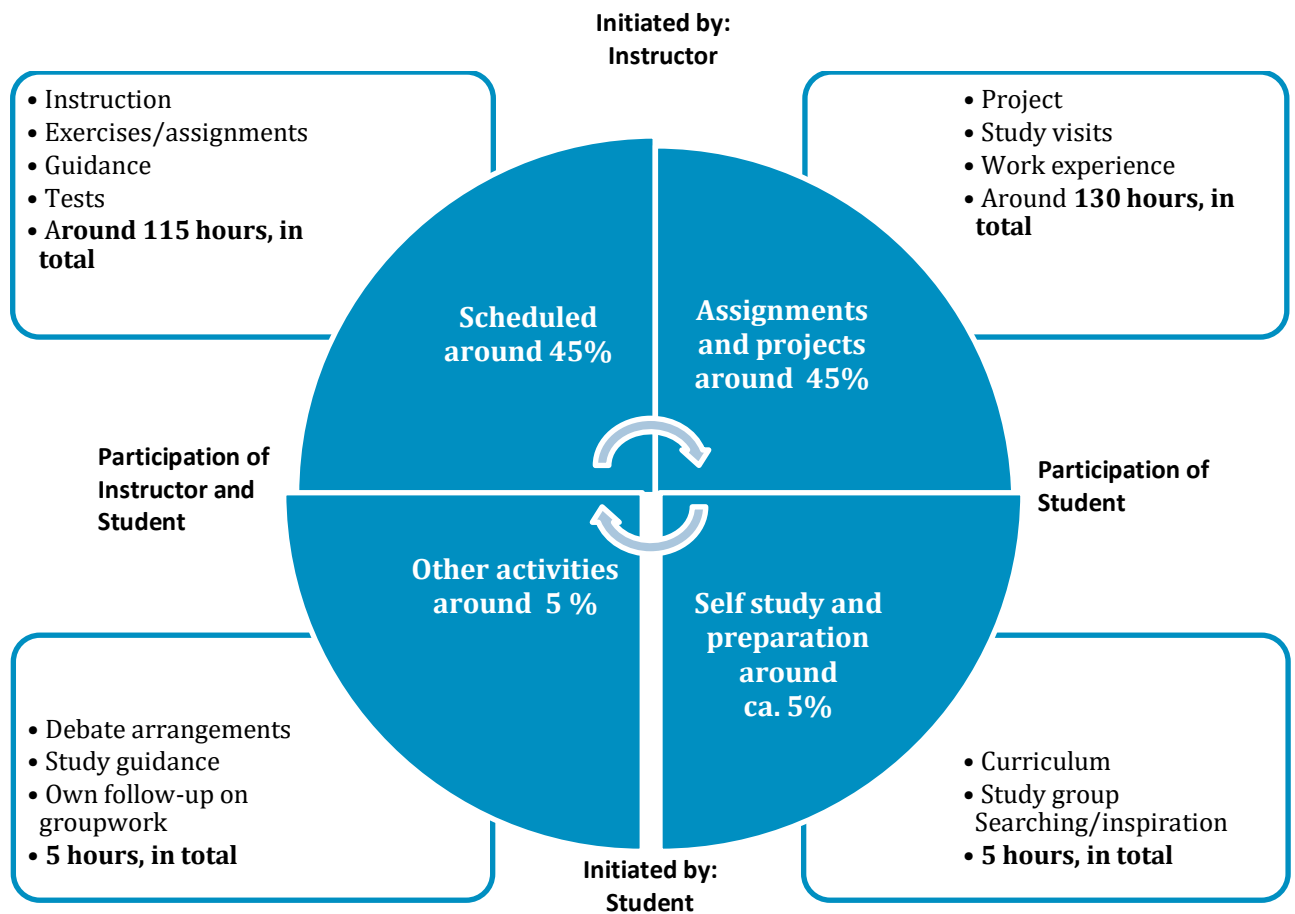 Initiated by:
Instructor
• Instruction
• Exercises/assignments
• Guidance
• Tests
• Around 115 hours, in
total
• Project
• Study visits
• Work experience
• Around 130 hours, in
total
Scheduled
around 45%
Assignments
and projects
around 45%
Participation of
Instructor and
Student
Participation of
Student
Other activities
around 5 %
Self study and
preparation
around
ca. 5%
• Debate arrangements
• Study guidance
• Own follow-up on
groupwork
• 5 hours, in total
• Curriculum
• Study group
Searching/inspiration
• 5 hours, in total
Initiated by:
Student